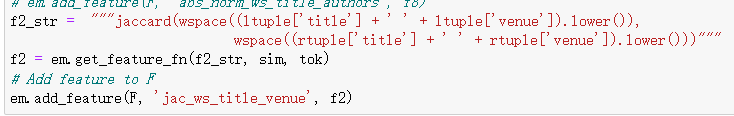 # em.add_feature(F, 'abs_norm_ws_title_authors', f8)
f2_str = """jaccard(wspace((ltuple['title'] + ' ' + ltuple['venue']).lower()),
wspace((rtuple['title'] + ' ' + rtuple['venue']).lower()))"""
f2 = em.get_feature_fn(f2_str, sim, tok)
# Add feature to F
em.add_feature(F, 'jac_ws_title_venue', f2)